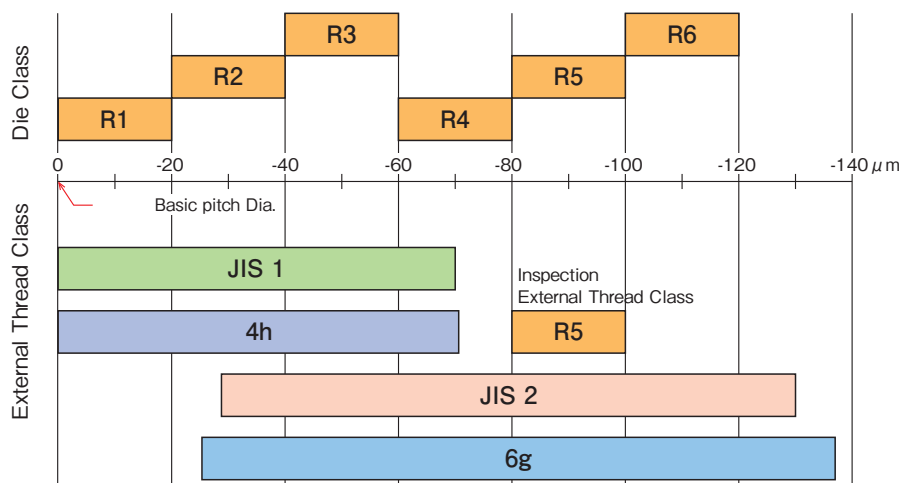 Die Class
R3
R6
R2
R5
R1
R4
0 -20 -40 -60 -80 -100 -120 -140 μm
Basic pitch Dia.
External Thread Class
JIS 1
Inspection
External Thread Class
4h
R5
JIS 2
6g